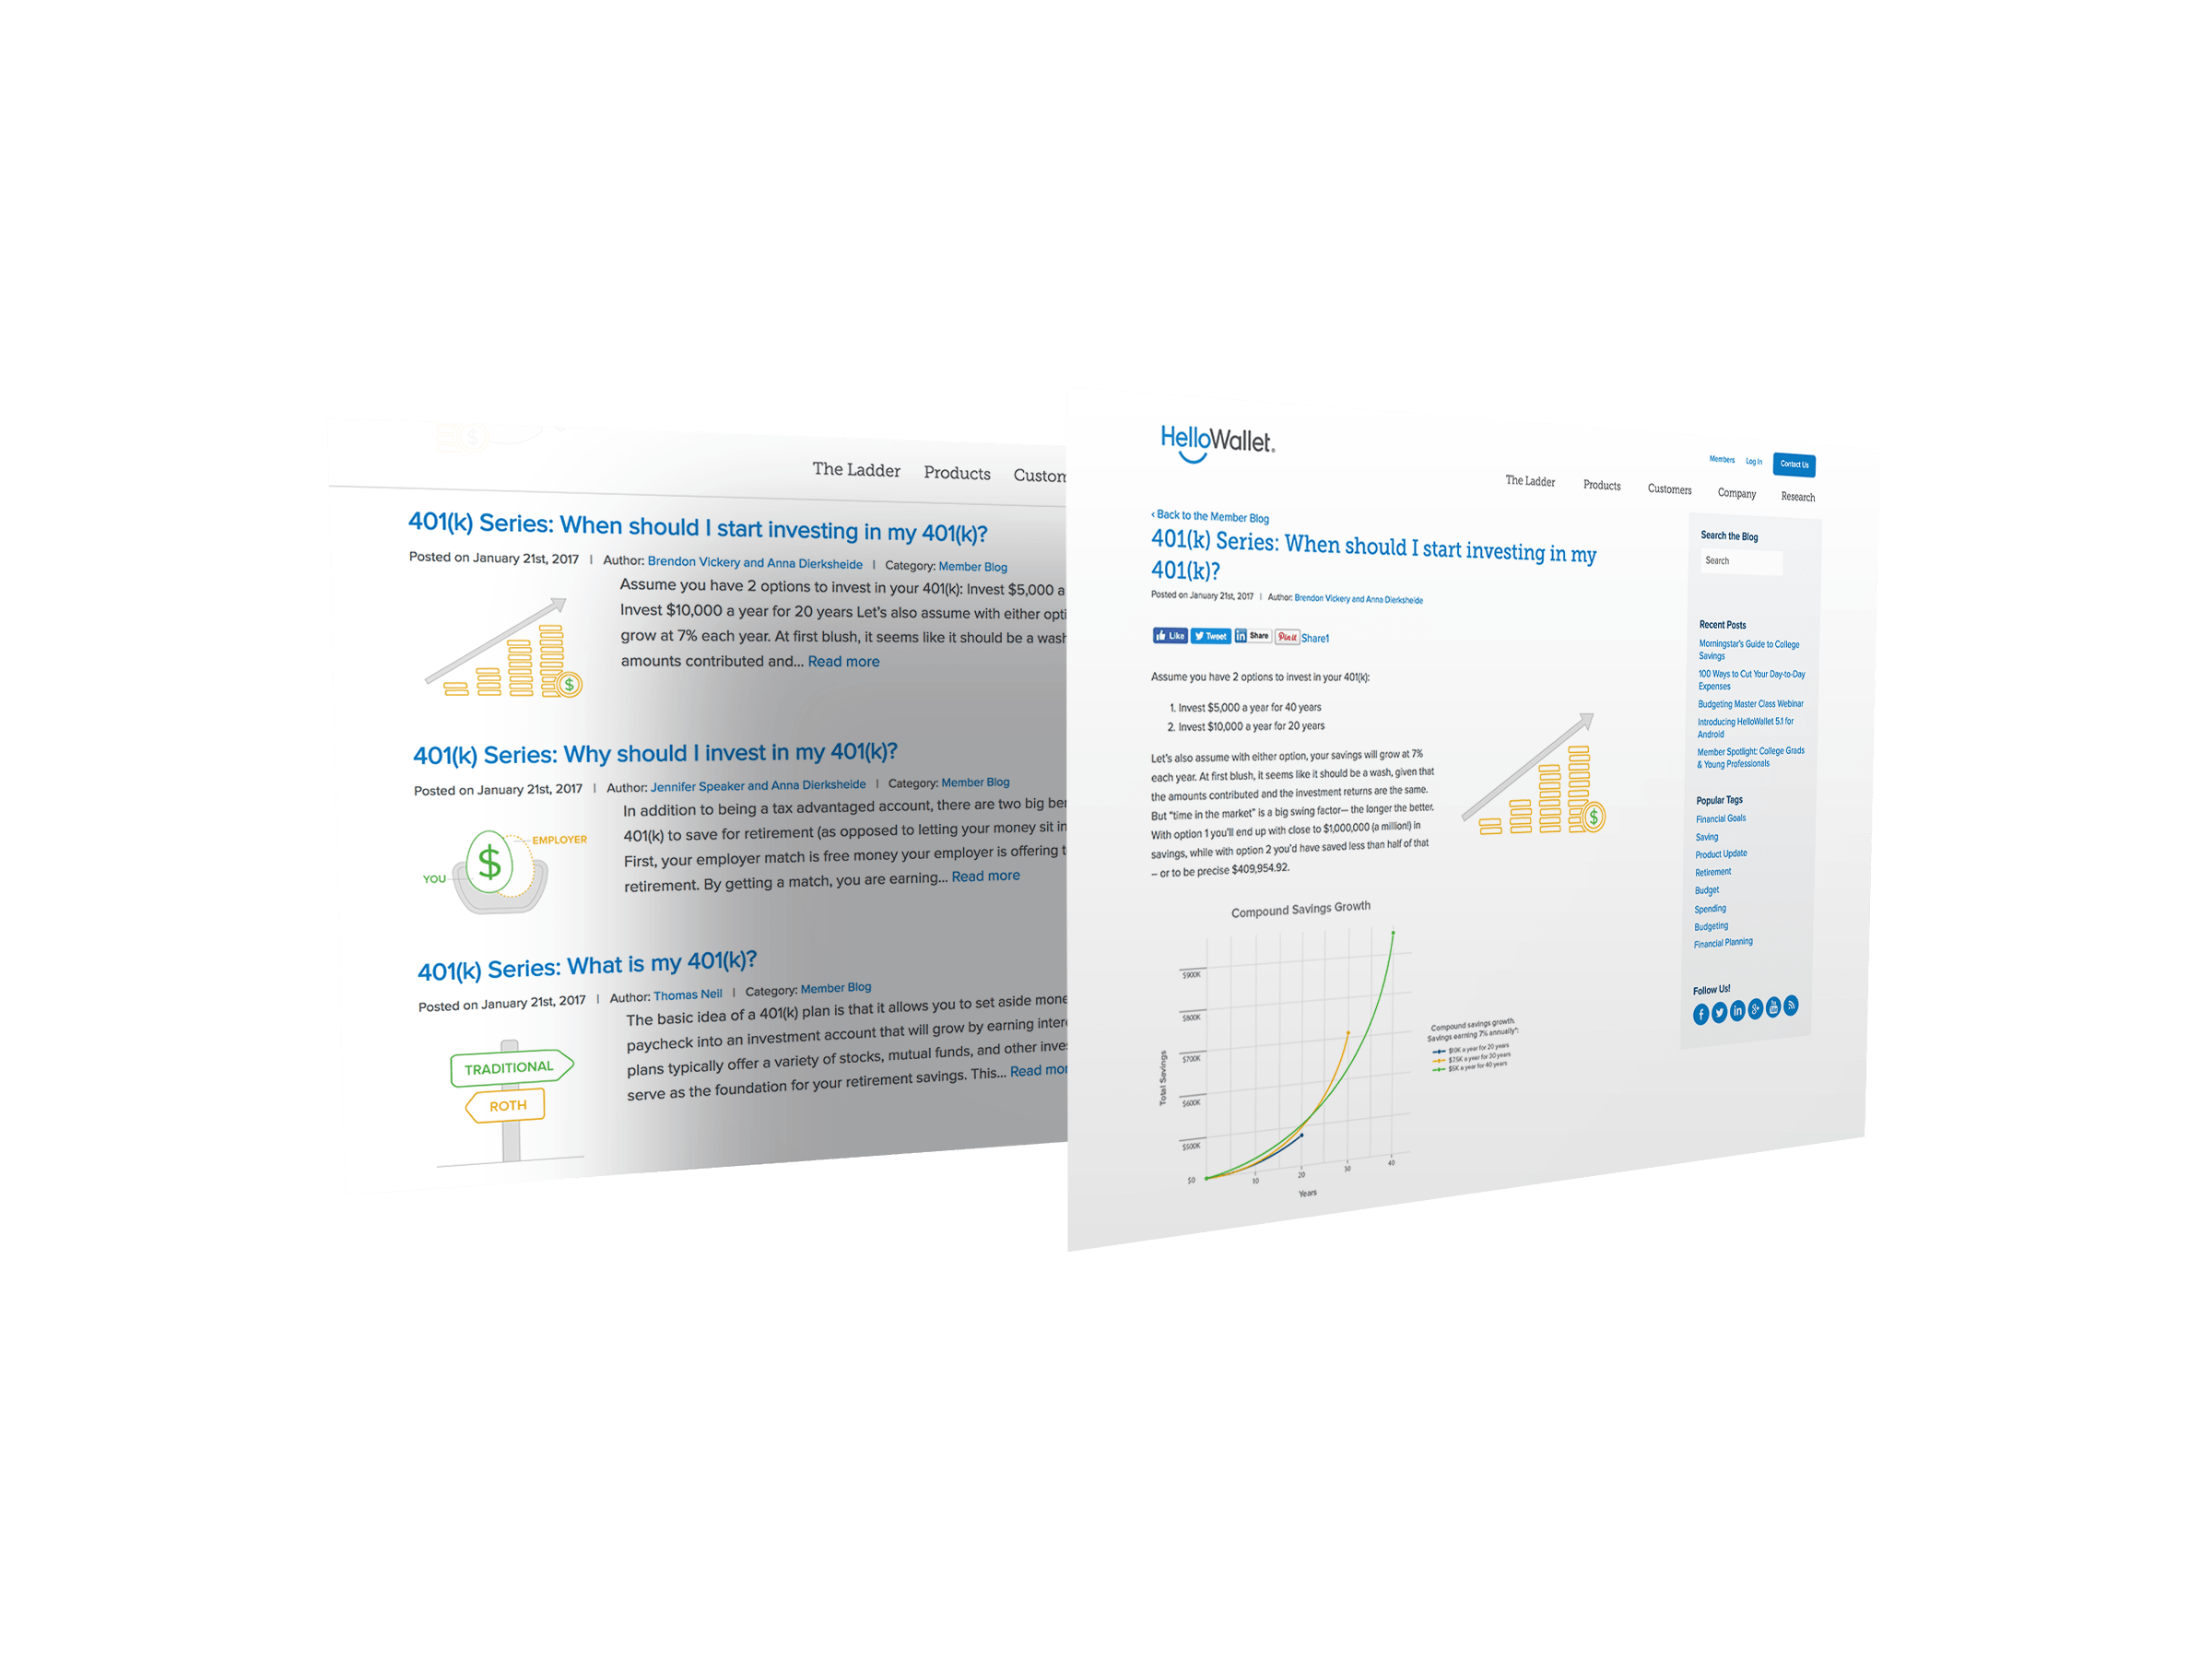 The Ladder Products Custom
401(k) Series: When should I start investing in my 401(k)?
Posted on January 21st, 2017 | Author: Brendon Vickery and Anna Dierksheide | Category: Member Blog
Assume you have 2 options to invest in your 401(k): Invest $5,000 a
Invest $10,000 a year for 20 years Let's also assume with either opti
grow at 7% each year. At first blush, it seems like it should be a wash
amounts contributed and... Read more
$
401(k) Series: Why should I invest in my 401(k)?
Posted on January 21st, 2017 | Author: Jennifer Speaker and Anna Dierksheide | Category: Member Blog
In addition to being a tax advantaged account, there are two big ber
401(k) to save for retirement (as opposed to letting your money sit in
First, your employer match is free money your employer is offering t
retirement. By getting a match, you are earning... Read more
EMPLOYER
$
YOU
401(k) Series: What is my 401(k)?
Posted on January 21st, 2017 | Author: Thomas Neil | Category: Member Blog
The basic idea of a 401(k) plan is that it allows you to set aside mone
paycheck into an investment account that will grow by earning inter
plans typically offer a variety of stocks, mutual funds, and other inve
serve as the foundation for your retirement savings. This... Read mor
TRADITIONAL
ROTH
HelloWallet.
Members Log In Contact Us
The Ladder Products Customers Company Research
‹ Back to the Member Blog
401(k) Series: When should I start investing in my
401(k)?
Posted on January 21st, 2017 | Author: Brendon Vickery and Anna Dierksheide
Like Tweet in Share Pin it Share1
Assume you have 2 options to invest in your 401(k):
1. Invest $5,000 a year for 40 years
2. Invest $10,000 a year for 20 years
Let's also assume with either option, your savings will grow at 7%
each year. At first blush, it seems like it should be a wash, given that
the amounts contributed and the investment returns are the same.
But "time in the market" is a big swing factor— the longer the better.
With option 1 you'll end up with close to $1,000,000 (a million!) in
savings, while with option 2 you'd have saved less than half of that
– or to be precise $409,954.92.
$
Compound Savings Growth
$900K
$800K
$700K
$600K
$500K
$0
Total Savings
10 20 30 40
Years
Compound savings growth.
Savings earning 7% annually*:
$10K a year for 20 years
$7.5K a year for 30 years
$5K a year for 40 years
Search the Blog
Search
Recent Posts
Morningstar's Guide to College
Savings
100 Ways to Cut Your Day-to-Day
Expenses
Budgeting Master Class Webinar
Introducing HelloWallet 5.1 for
Android
Member Spotlight: College Grads
& Young Professionals
Popular Tags
Financial Goals
Saving
Product Update
Retirement
Budget
Spending
Budgeting
Financial Planning
Follow Us!